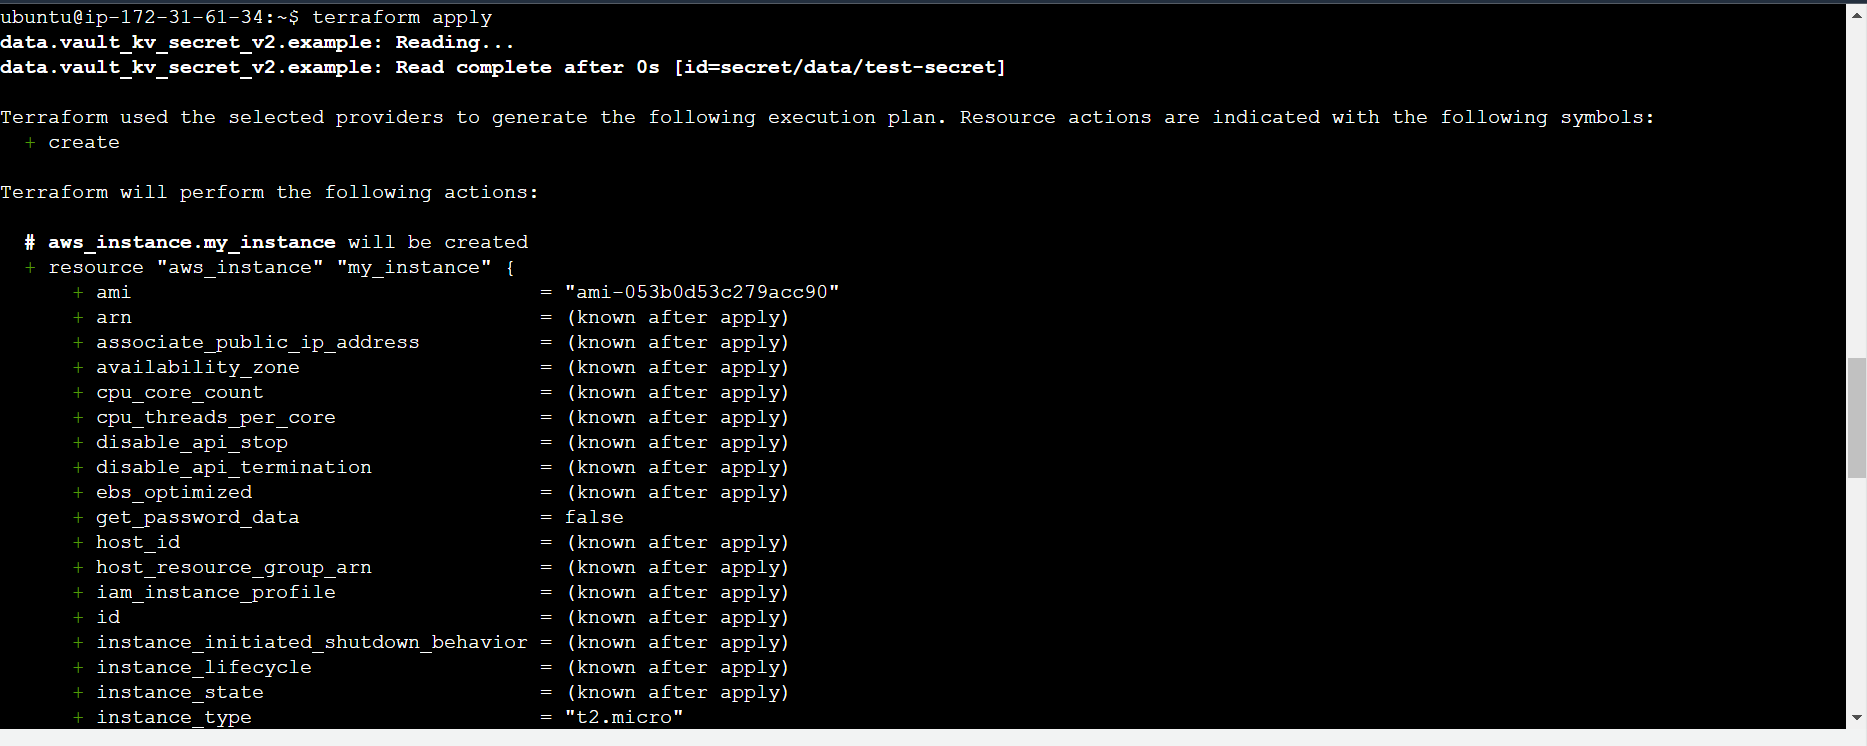 ubuntu@ip-172-31-61-34:~$ terraform apply
data.vault_kv_secret_v2.example: Reading...
data.vault_kv_secret_v2.example: Read complete after 0s [id=secret/data/test-secret]
Terraform used the selected providers to generate the following execution plan. Resource actions are indicated with the following symbols:
  + create
Terraform will perform the following actions:
  # aws_instance.my_instance will be created
  + resource "aws_instance" "my_instance" {
      + ami                                  = "ami-053b0d53c279acc90"
      + arn                                  = (known after apply)
      + associate_public_ip_address          = (known after apply)
      + availability_zone                    = (known after apply)
      + cpu_core_count                       = (known after apply)
      + cpu_threads_per_core                 = (known after apply)
      + disable_api_stop                     = (known after apply)
      + disable_api_termination              = (known after apply)
      + ebs_optimized                        = (known after apply)
      + get_password_data                    = false
      + host_id                              = (known after apply)
      + host_resource_group_arn              = (known after apply)
      + iam_instance_profile                 = (known after apply)
      + id                                   = (known after apply)
      + instance_initiated_shutdown_behavior = (known after apply)
      + instance_lifecycle                   = (known after apply)
      + instance_state                       = (known after apply)
      + instance_type                        = "t2.micro"